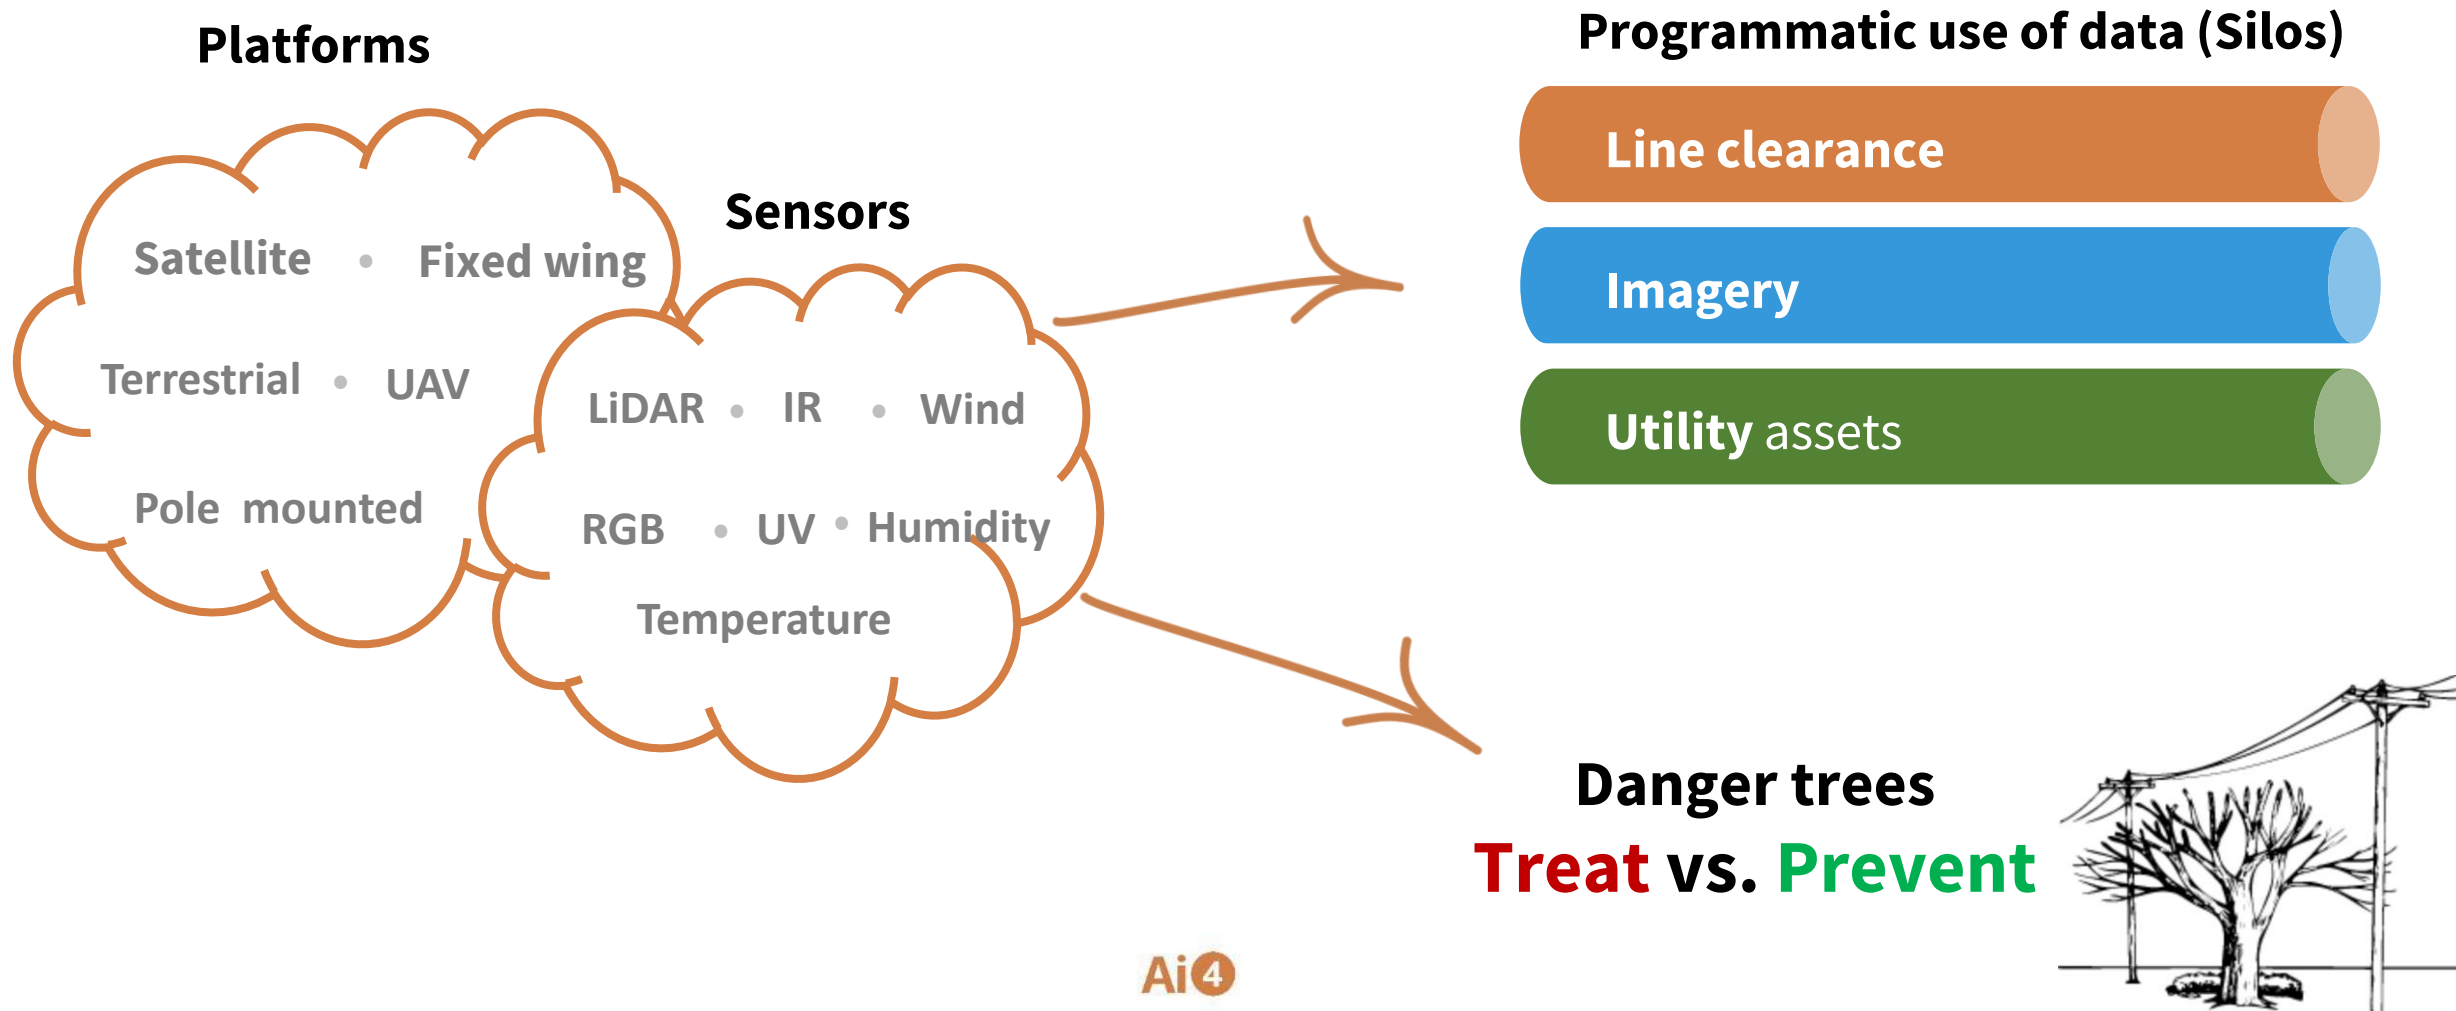 Platforms
Satellite • Fixed wing
Terrestrial • UAV
Pole mounted
Sensors
LiDAR • IR • Wind
RGB • UV • Humidity
Temperature
Programmatic use of data (Silos)
Line clearance
Imagery
Utility assets
Danger trees
Treat vs. Prevent
Ai4